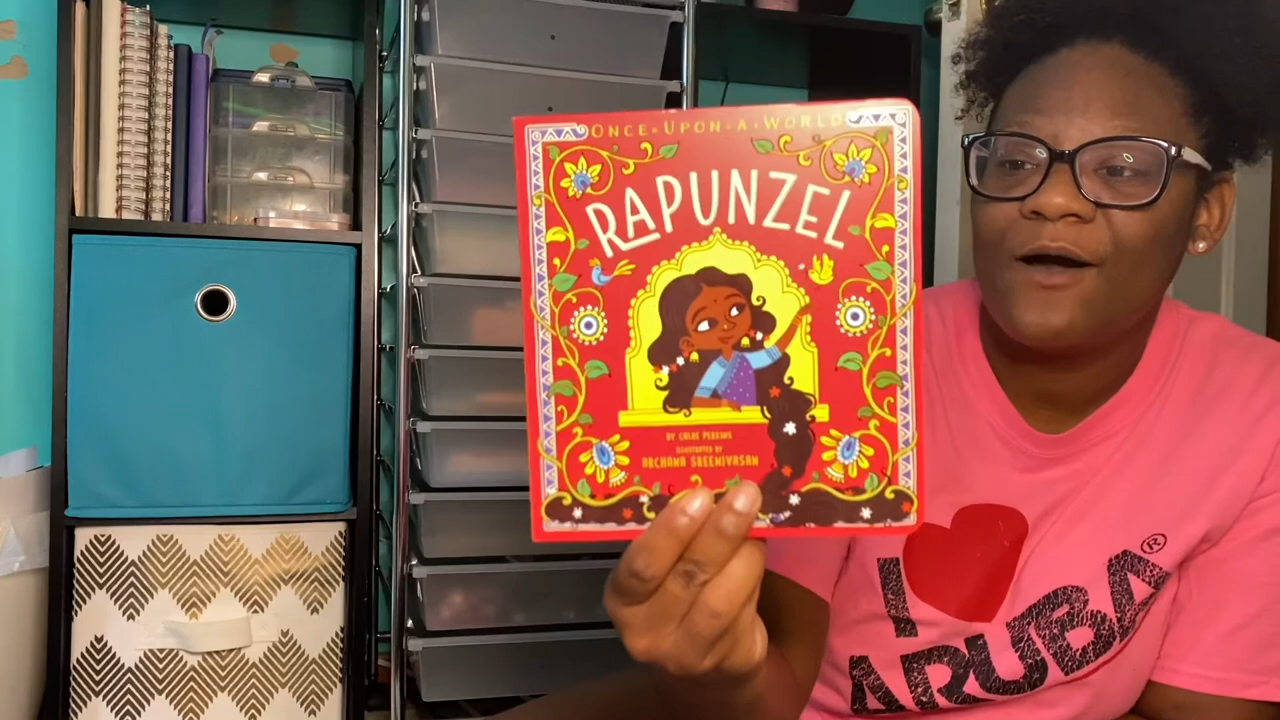 ONCE·UPON·A·WORLD
RAPUNZEL
BY CHLOE PERKINS
ILLUSTRATED BY
ARCHANA SREENIVASAN
I
ARUBA®